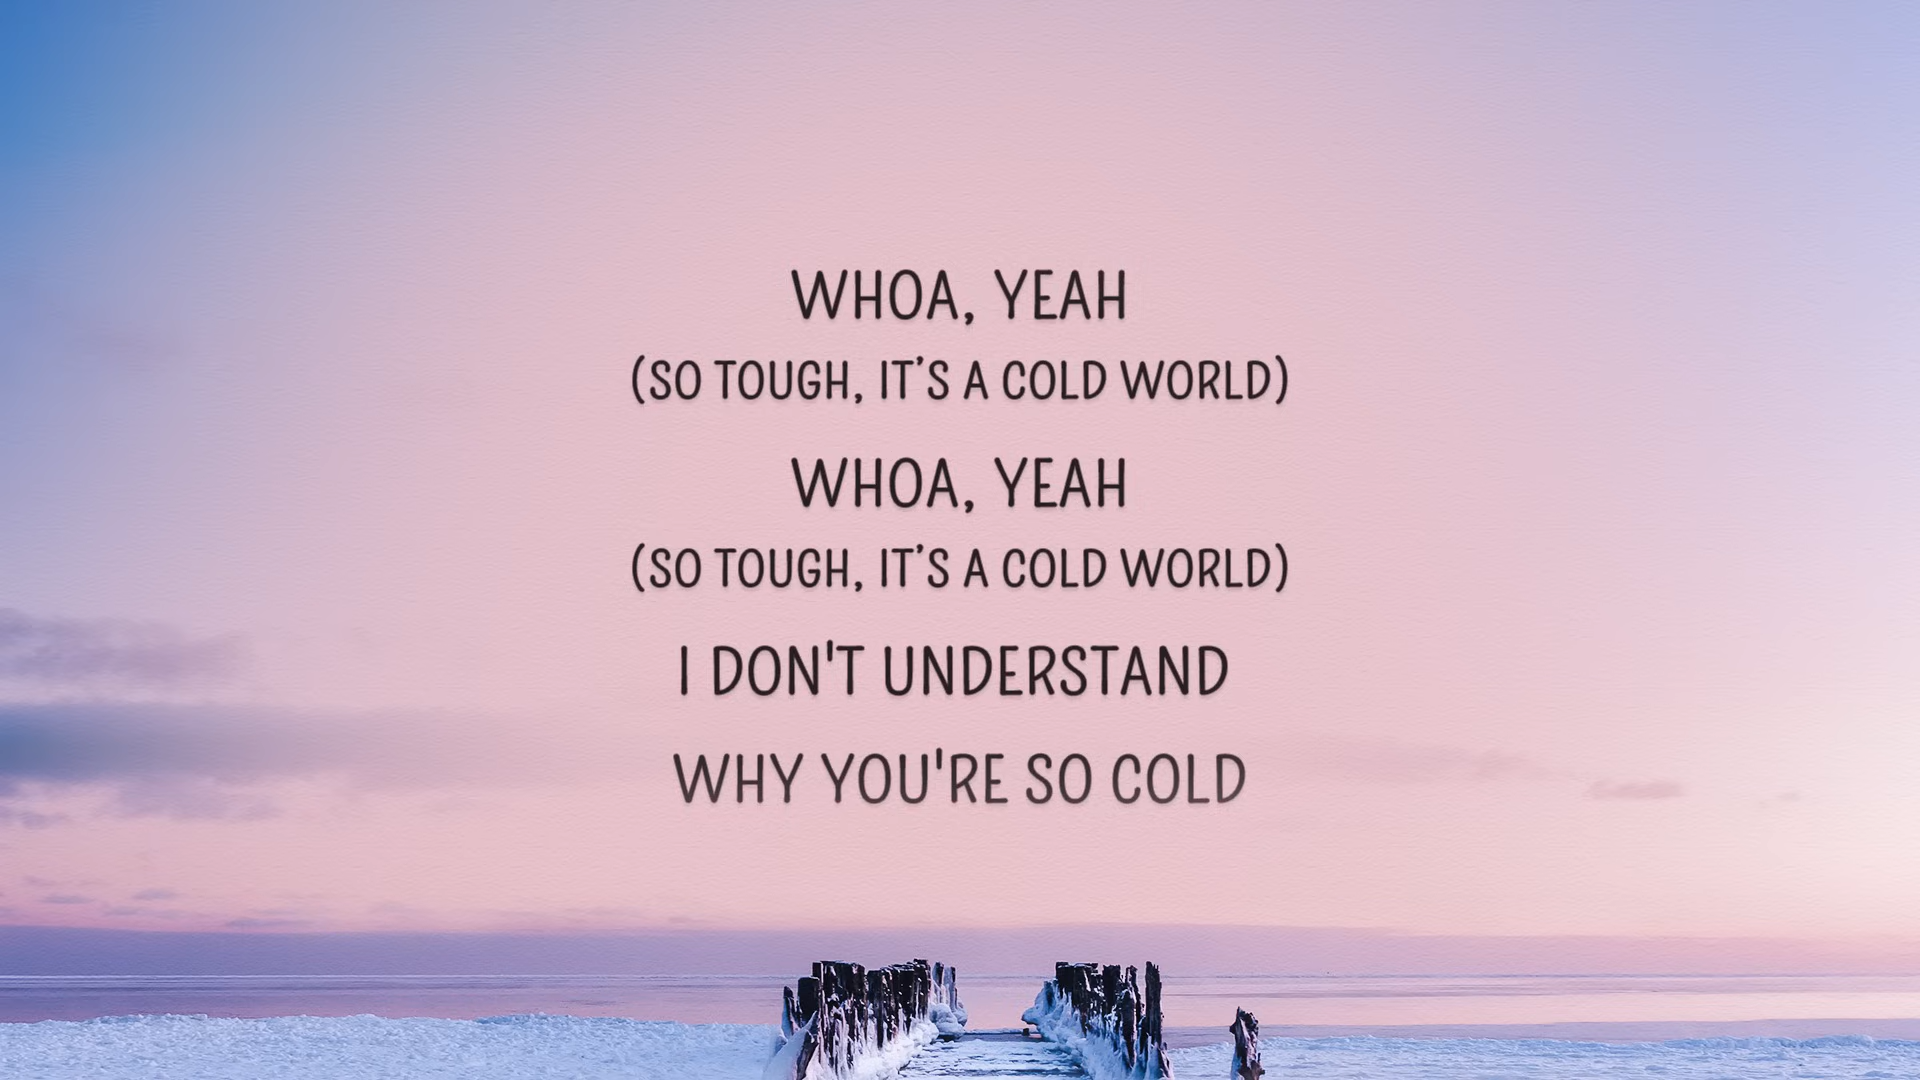 WHOA, YEAH
(SO TOUGH, IT’S A COLD WORLD)
WHOA, YEAH
(SO TOUGH, IT’S A COLD WORLD)
I DON'T UNDERSTAND
WHY YOU'RE SO COLD